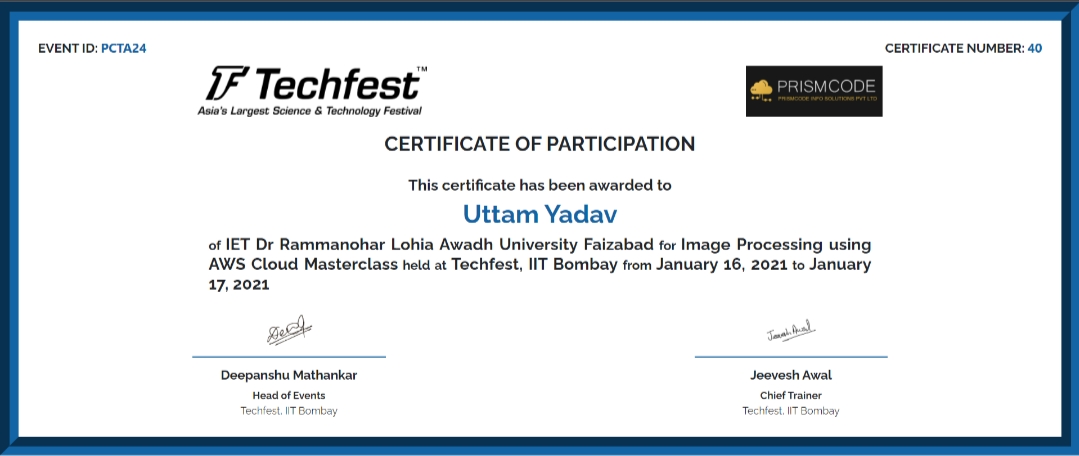 EVENT ID: PCTA24
CERTIFICATE NUMBER: 40
Techfest™
Asia's Largest Science & Technology Festival
PRISMCODE
PRISMCODE INFO SOLUTIONS PVT LTD
CERTIFICATE OF PARTICIPATION
This certificate has been awarded to
Uttam Yadav
of IET Dr Rammanohar Lohia Awadh University Faizabad for Image Processing using
AWS Cloud Masterclass held at Techfest, IIT Bombay from January 16, 2021 to January
17, 2021
Jeevesh Awal
Deepanshu Mathankar
Jeevesh Awal
Head of Events
Chief Trainer
Techfest, IIT Bombay
Techfest, IIT Bombay